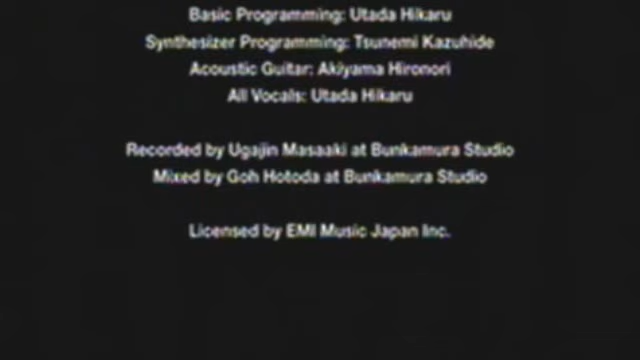 Basic Programming: Utada Hikaru
Synthesizer Programming: Tsunemi Kazuhide
Acoustic Guitar: Akiyama Hironori
All Vocals: Utada Hikaru
Recorded by Ugajin Masaaki at Bunkamura Studio
Mixed by Goh Hotoda at Bunkamura Studio
Licensed by EMI Music Japan Inc.